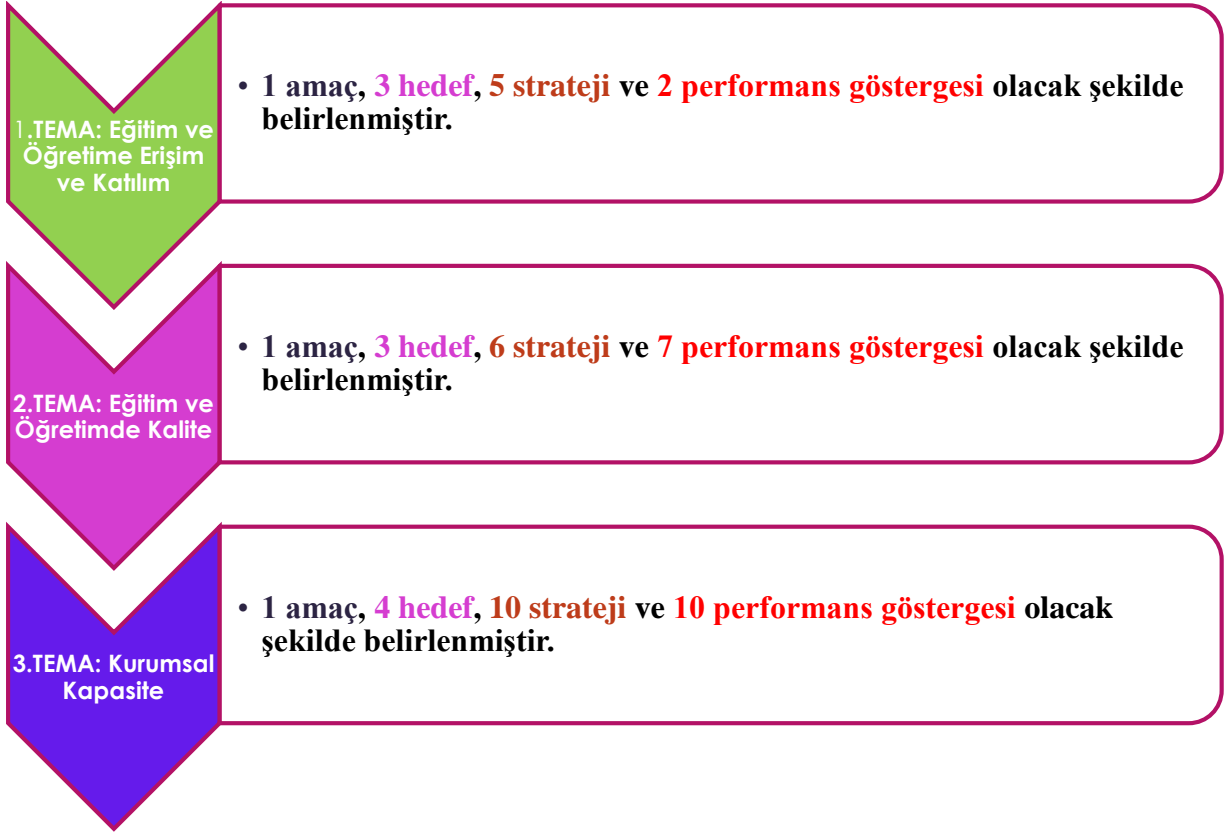 1.TEMA: Eğitim ve
Öğretime Erişim
ve Katılım
• 1 amaç, 3 hedef, 5 strateji ve 2 performans göstergesi olacak şekilde
belirlenmiştir.
2.TEMA: Eğitim ve
Öğretimde Kalite
• 1 amaç, 3 hedef, 6 strateji ve 7 performans göstergesi olacak şekilde
belirlenmiştir.
3.TEMA: Kurumsal
Kapasite
• 1 amaç, 4 hedef, 10 strateji ve 10 performans göstergesi olacak
şekilde belirlenmiştir.